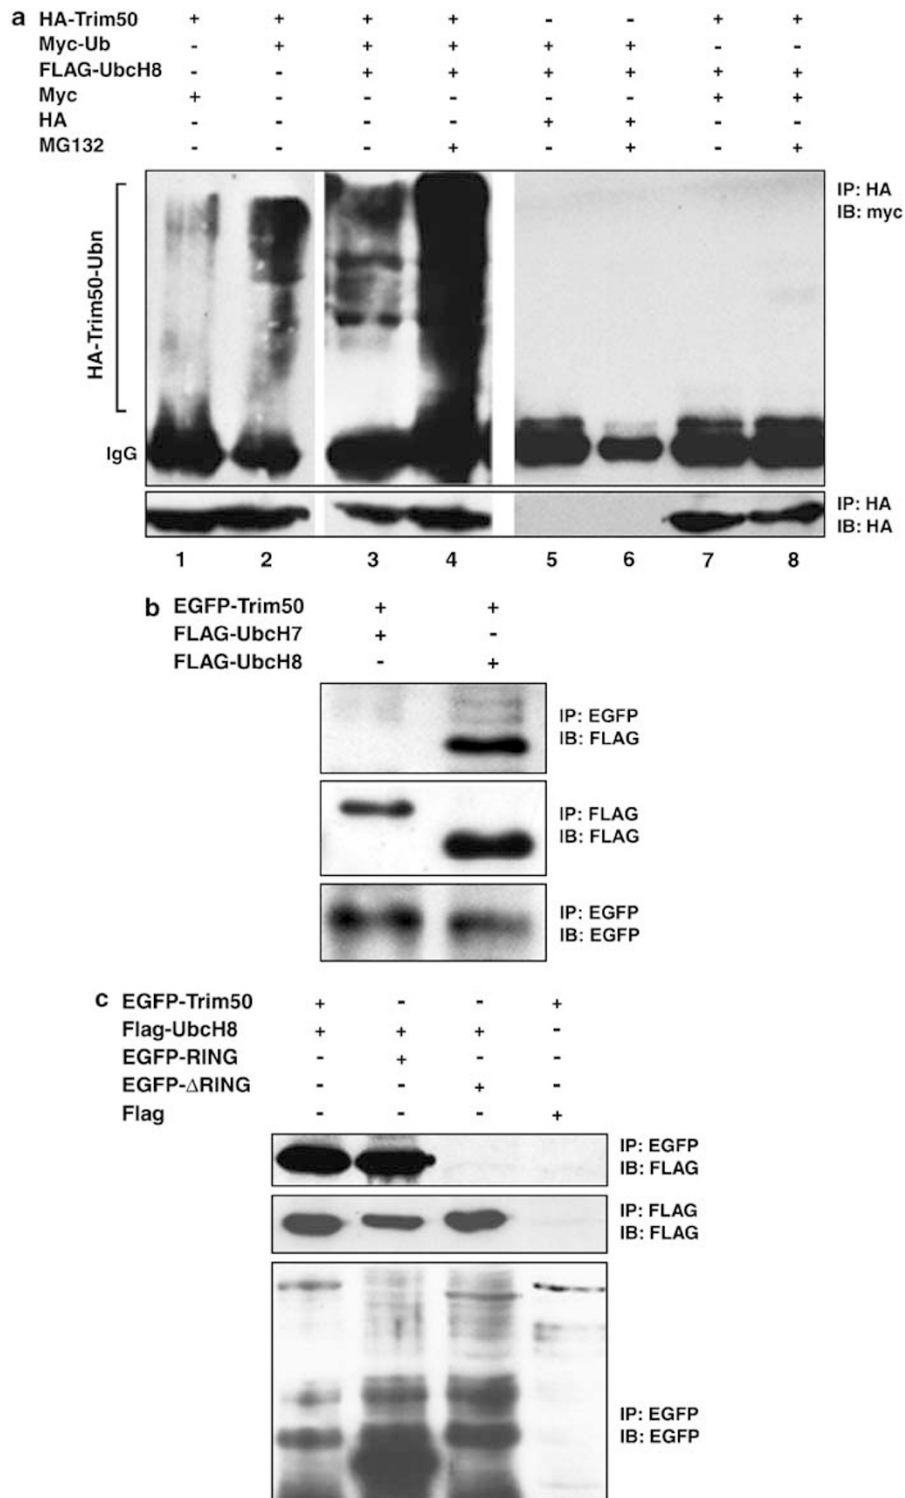 a HA-Trim50 + + + + - - + +
Myc-Ub - + + + + + - -
FLAG-UbcH8 - - + + + + + +
Myc + - - - - - + +
HA - - - - + + - -
MG132 - - - + - + - +
IP: HA
IB: myc
HA-Trim50-Ubn
IgG
IP: HA
IB: HA
1 2 3 4 5 6 7 8
b EGFP-Trim50 + +
FLAG-UbcH7 + -
FLAG-UbcH8 - +
IP: EGFP
IB: FLAG
IP: FLAG
IB: FLAG
IP: EGFP
IB: EGFP
c EGFP-Trim50 + - - +
Flag-UbcH8 + + + -
EGFP-RING - + - -
EGFP-ΔRING - - + -
Flag - - - +
IP: EGFP
IB: FLAG
IP: FLAG
IB: FLAG
IP: EGFP
IB: EGFP